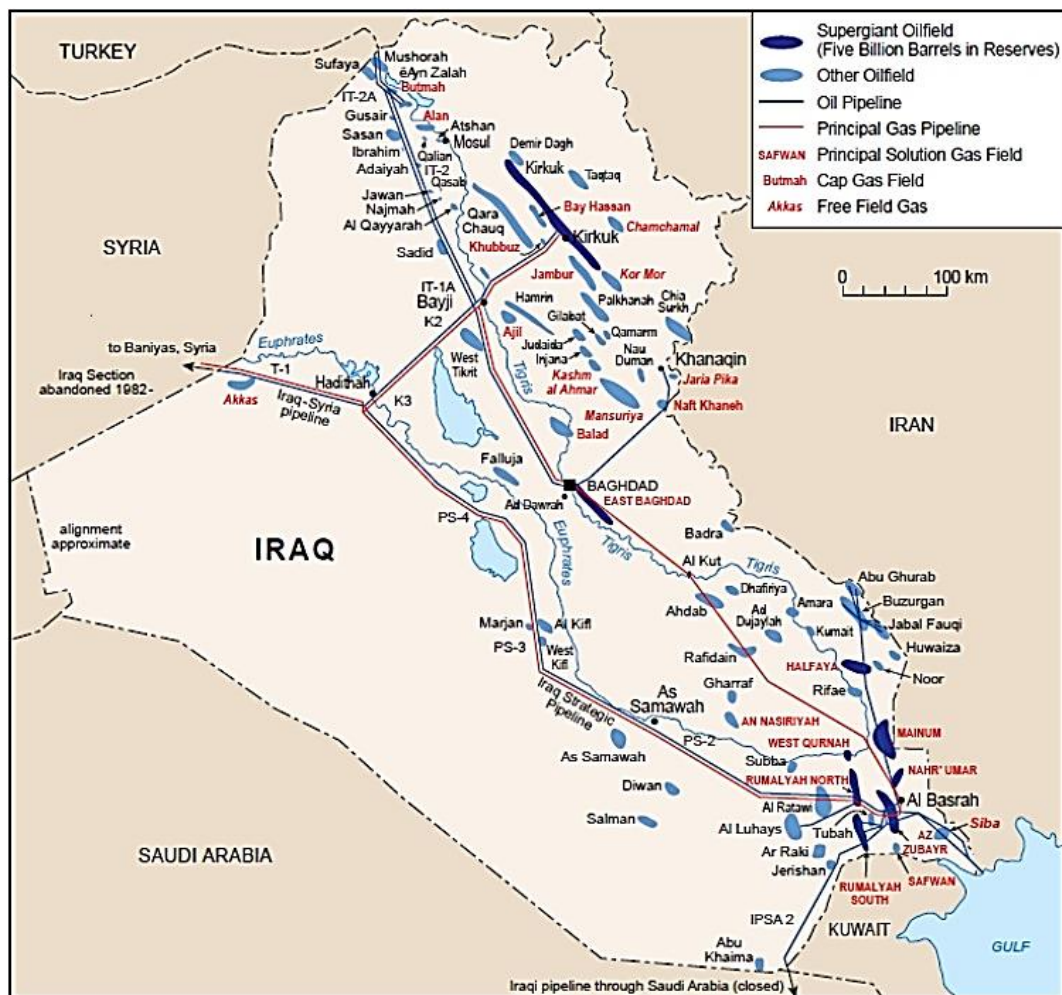 TURKEY
Supergiant Oilfield
(Five Billion Barrels in Reserves)
Other Oilfield
Oil Pipeline
Principal Gas Pipeline
SAFWAN
Principal Solution Gas Field
Butmah
Cap Gas Field
Akkas
Free Field Gas
0
100 km
Mushorah
Sufaya
ëAyn Zalah
Butmah
IT-2A
Gusair
Alan
Sasan
Atshan
Mosul
Ibrahim
Qalian
Adaiyah
IT-2
Qasab
Jawan
Najmah
Al Qayyarah
Demir Dagh
Kirkuk
Taqtaq
Qara
Chauq
Bay Hassan
Kirkuk
Chamchamal
Khubbuz
SYRIA
Sadid
Jambur
Kor Mor
IT-1A
Bayji
Hamrin
Palkhanah
Chia
Surkh
K2
Gilabat
Qamarm
Ajil
Judaida
Injana
Nau
Duman
Khanaqin
Euphrates
to Baniyas, Syria
West
Tikrit
Tigris
Kashm
al Ahmar
Jaria Pika
Iraq Section
abandoned 1982-
T-1
Hadithah
K3
Akkas
Iraq-Syria
pipeline
Mansuriya
Naft Khaneh
Balad
IRAN
Falluja
BAGHDAD
Ad Dawrah
EAST BAGHDAD
alignment
approximate
PS-4
Euphrates
Tigris
Badra
IRAQ
Al Kut
Tigris
Abu Ghurab
Dhafiriya
Amara
Buzurgan
Ahdab
Ad
Dujaylah
Kumait
Jabal Fauqi
Marjan
Al Kifl
Huwaiza
PS-3
West
Kifl
Rafidain
HALFAYA
Noor
Gharraf
Rifae
Iraq Strategic
Pipeline
As
Samawah
AN NASIRIYAH
MAINUM
PS-2
WEST QURNAH
As Samawah
Subba
NAHR' UMAR
RUMALYAH NORTH
Diwan
Al Ratawi
Al Basrah
Salman
Al Luhays
Tubah
AZ
ZUBAYR
Siba
SAUDI ARABIA
Ar Raki
Jerishan
RUMALYAH
SOUTH
SAFWAN
IPSA 2
KUWAIT
GULF
Abu
Khaima
Iraqi pipeline through Saudi Arabia (closed)